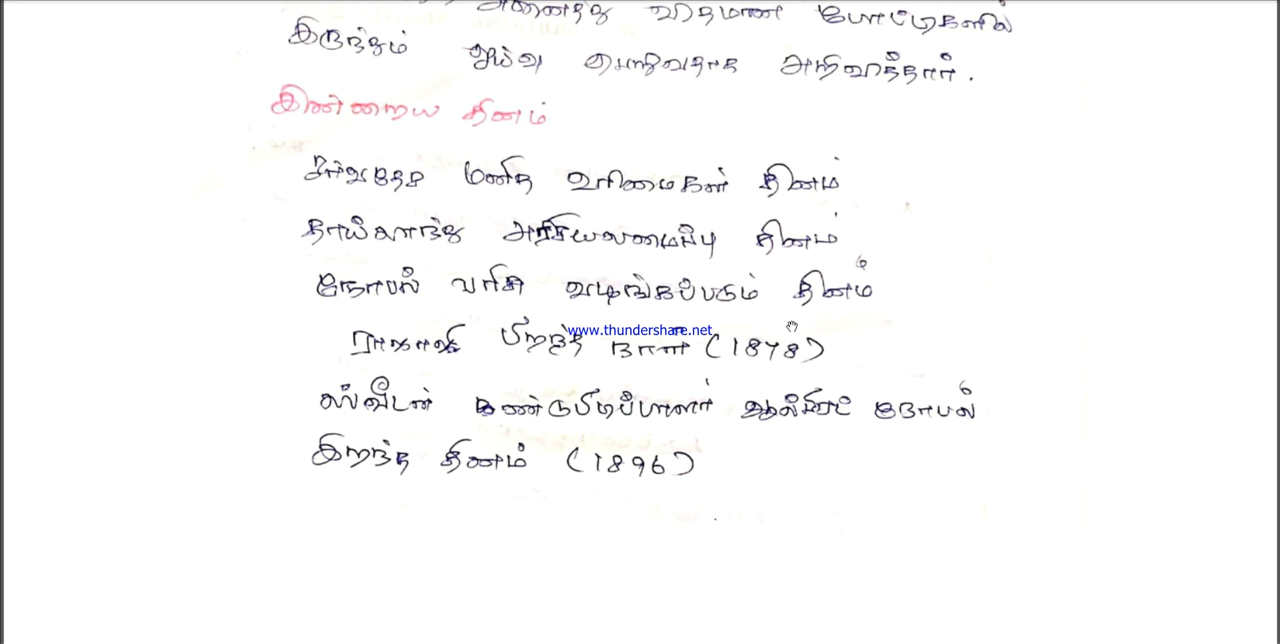 அனைத்து விதமான போட்டிகளில்
இருந்தும் ஓய்வு பெறுவதாக அறிவித்தார்.
இன்றைய தினம்
சர்வதேச மனித உரிமைகள் தினம்
தாய்லாந்து அரசியலமைப்பு தினம்
நோபல் பரிசு வழங்கப்படும் தினம்
www.thundershare.net
ராஜாஜி பிறந்த நாள் (1878)
ஸ்வீடன் கண்டுபிடிப்பாளர் ஆல்பிரட் நோபல்
இறந்த தினம் (1896)